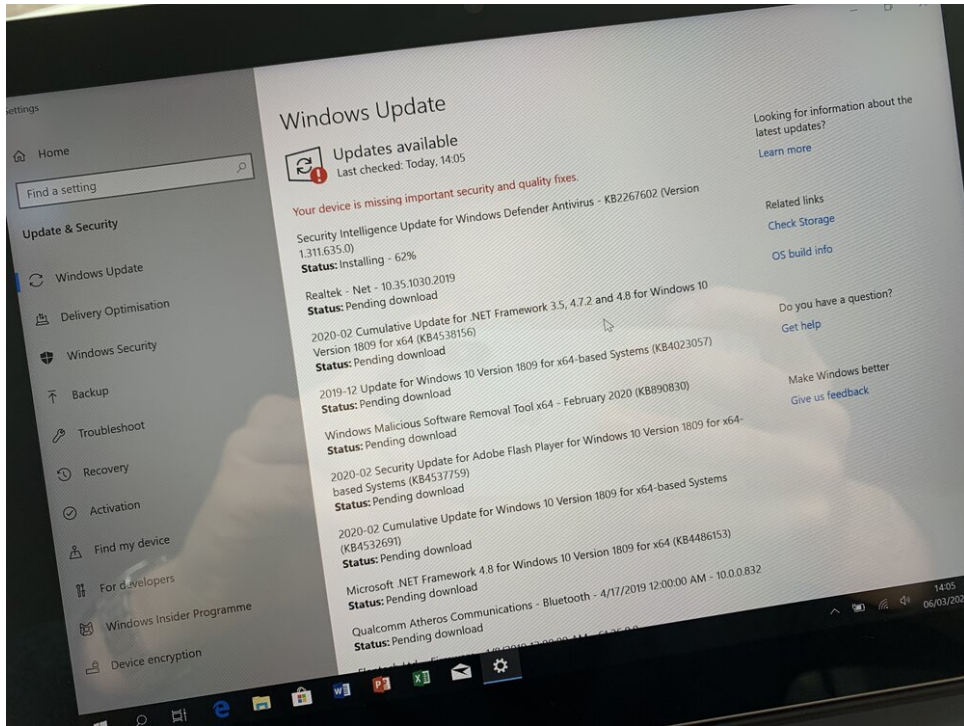 Settings
Home
Find a setting
Update & Security
Windows Update
Delivery Optimisation
Windows Security
Backup
Troubleshoot
Recovery
Activation
Find my device
For developers
Windows Insider Programme
Device encryption
Windows Update
Updates available
Last checked: Today, 14:05
Your device is missing important security and quality fixes.
Security Intelligence Update for Windows Defender Antivirus - KB2267602 (Version
1.311.635.0)
Status: Installing - 62%
Realtek - Net - 10.35.1030.2019
Status: Pending download
2020-02 Cumulative Update for .NET Framework 3.5, 4.7.2 and 4.8 for Windows 10
Version 1809 for x64 (KB4538156)
Status: Pending download
2019-12 Update for Windows 10 Version 1809 for x64-based Systems (KB4023057)
Status: Pending download
Windows Malicious Software Removal Tool x64 - February 2020 (KB890830)
Status: Pending download
2020-02 Security Update for Adobe Flash Player for Windows 10 Version 1809 for x64-
based Systems (KB4537759)
Status: Pending download
2020-02 Cumulative Update for Windows 10 Version 1809 for x64-based Systems
(KB4532691)
Status: Pending download
Microsoft .NET Framework 4.8 for Windows 10 Version 1809 for x64 (KB4486153)
Status: Pending download
Qualcomm Atheros Communications - Bluetooth - 4/17/2019 12:00:00 AM - 10.0.0.832
Status: Pending download
Looking for information about the
latest updates?
Learn more
Related links
Check Storage
OS build info
Do you have a question?
Get help
Make Windows better
Give us feedback
14:05
06/03/202